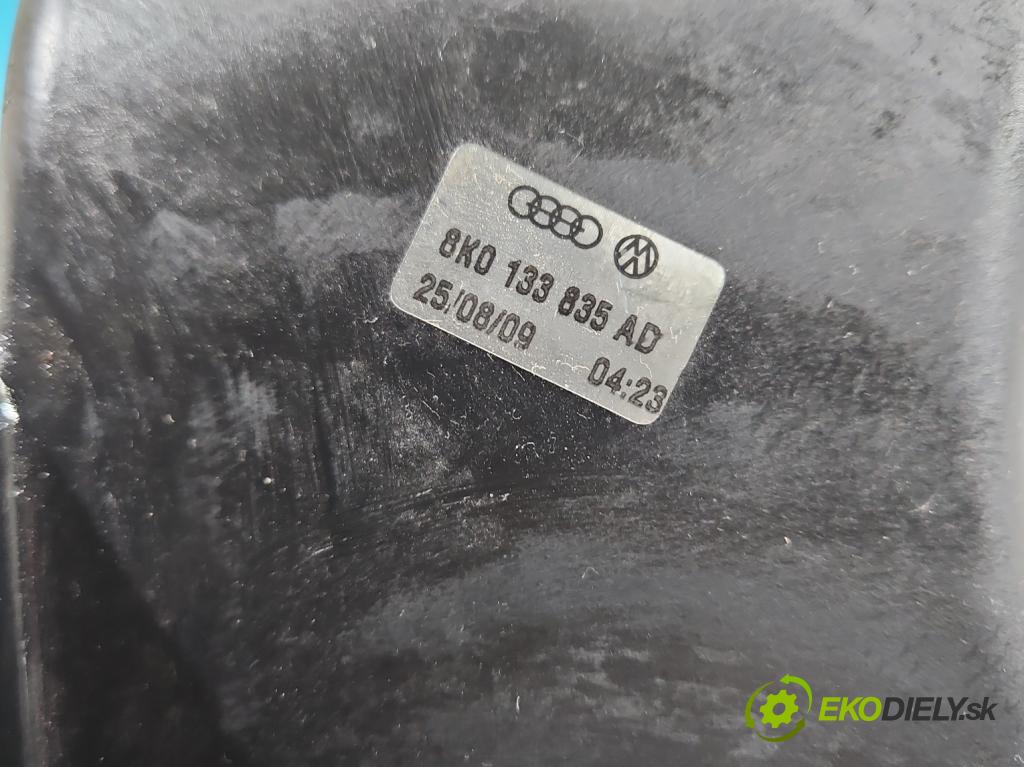 8K0 133 835 AD
25/08/09 04:23
EKODIELY.sk